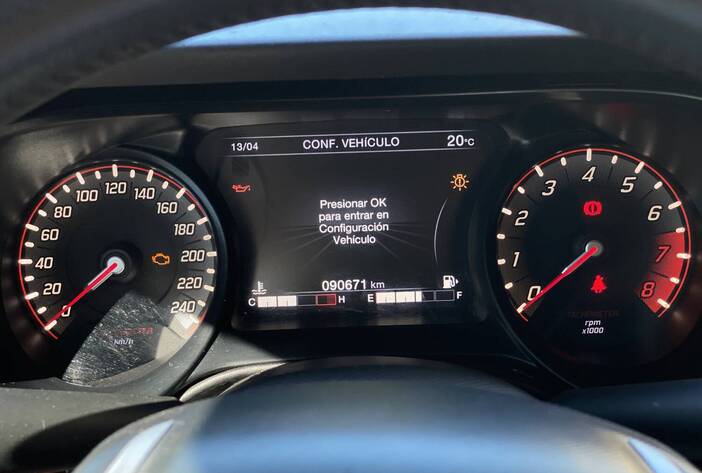 13/04 CONF. VEHÍCULO 20°C
Presionar OK
para entrar en
Configuración
Vehículo
090671 km
C H E F
0 20 40 60 80 100 120 140 160 180 200 220 240
km/h
0 1 2 3 4 5 6 7 8
TACHOMETER
rpm
x1000